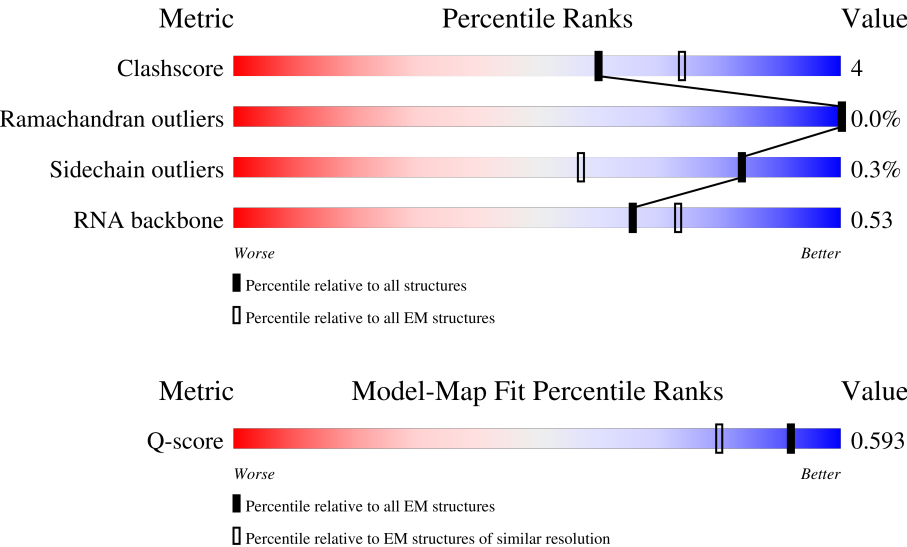 Metric Percentile Ranks Value
Clashscore 4
Ramachandran outliers 0.0%
Sidechain outliers 0.3%
RNA backbone 0.53
Worse Better
Percentile relative to all structures
Percentile relative to all EM structures
Metric Model-Map Fit Percentile Ranks Value
Q-score 0.593
Worse Better
Percentile relative to all EM structures
Percentile relative to EM structures of similar resolution